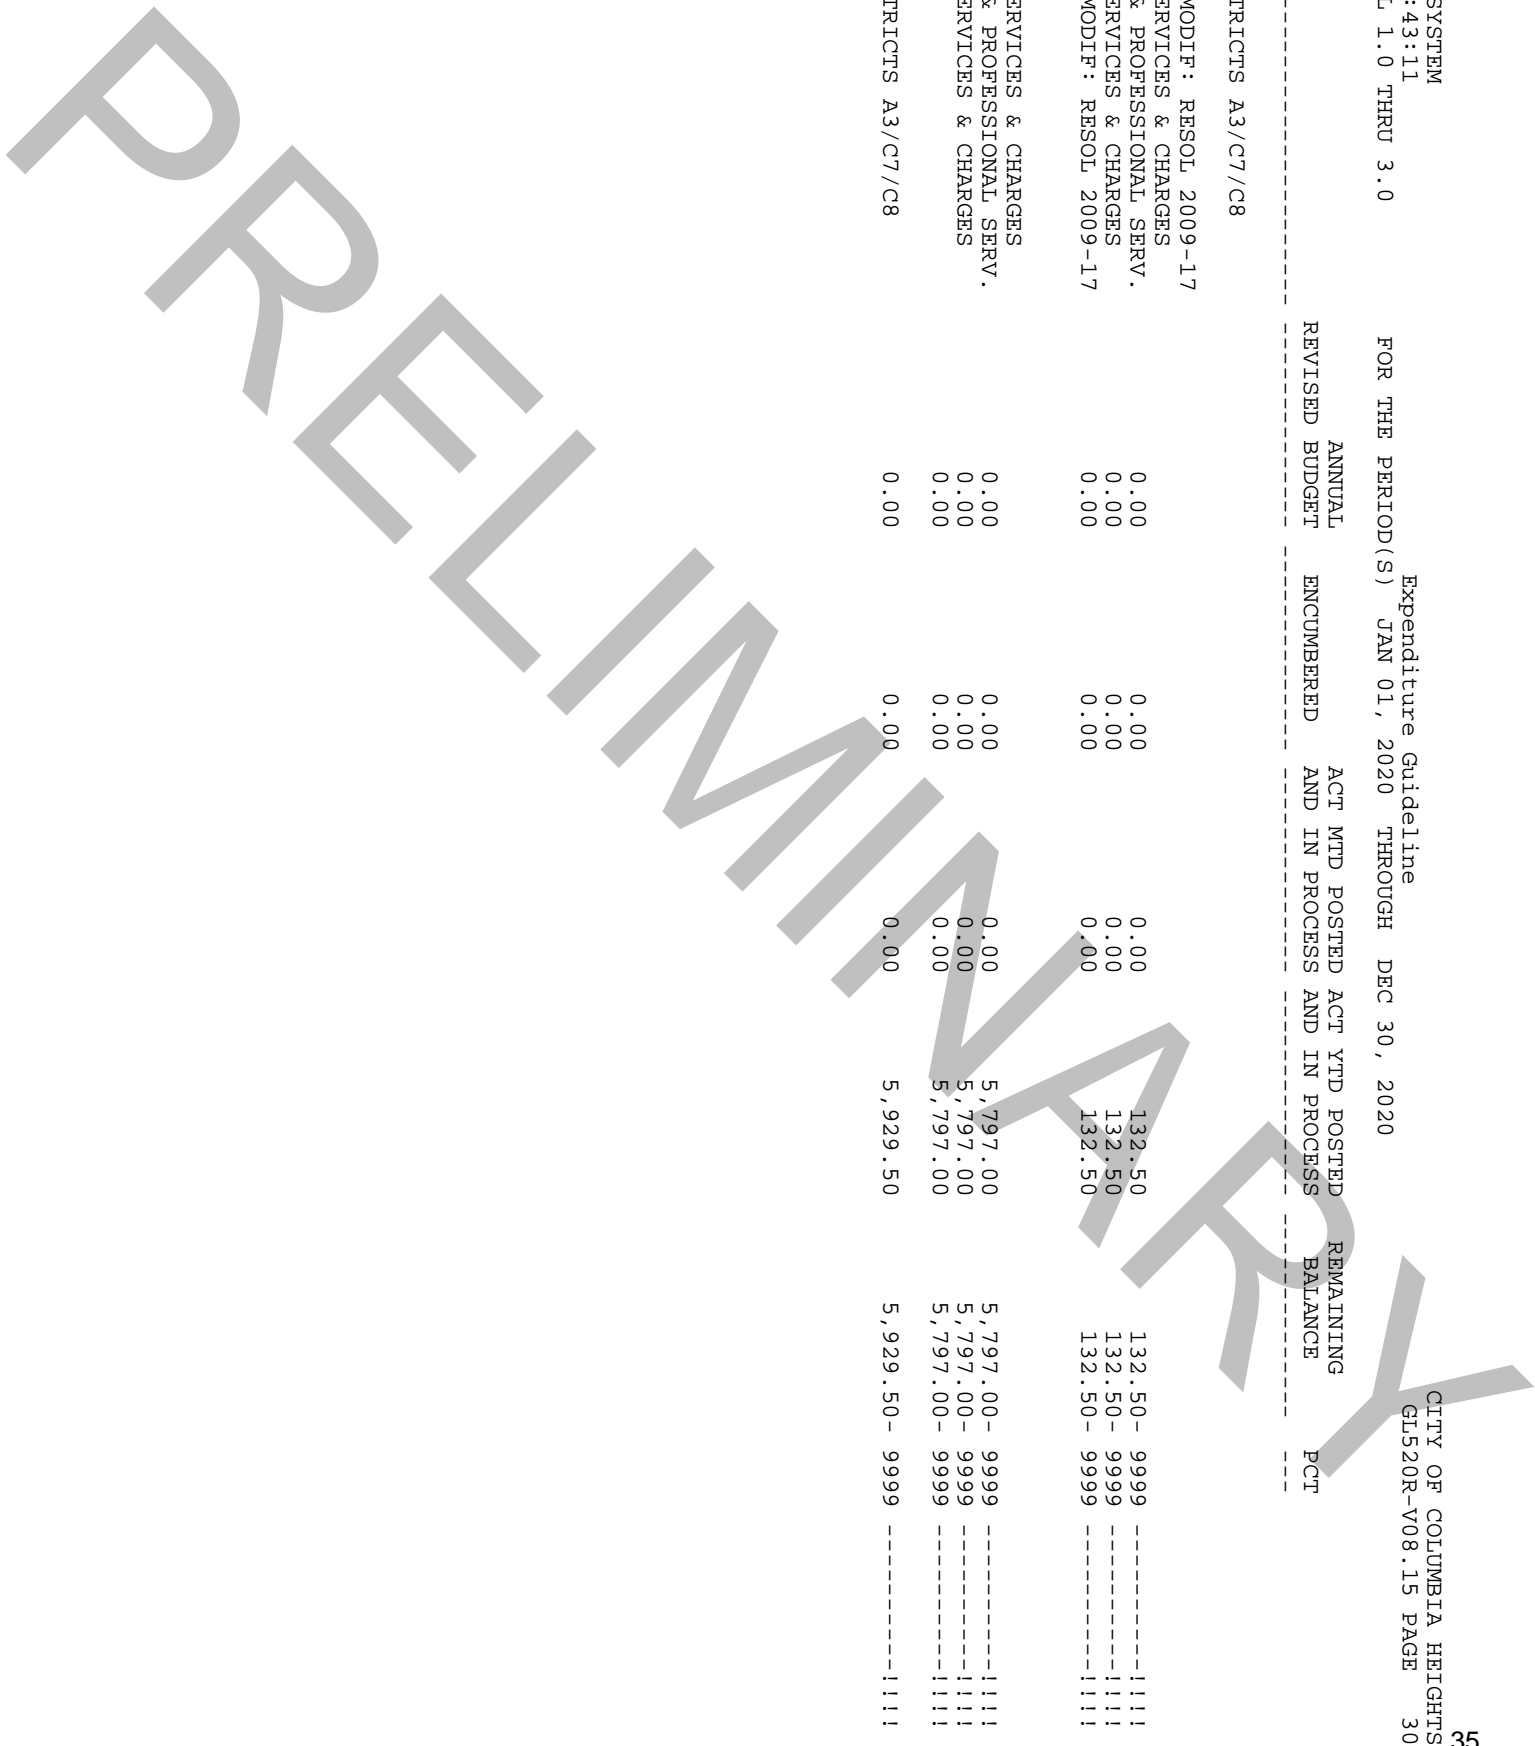 SYSTEM Expenditure Guideline CITY OF COLUMBIA HEIGHTS
:43:11 GL520R-V08.15 PAGE 30
L 1.0 THRU 3.0 FOR THE PERIOD(S) JAN 01, 2020 THROUGH DEC 30, 2020
ANNUAL ACT MTD POSTED ACT YTD POSTED REMAINING
REVISED BUDGET ENCUMBERED AND IN PROCESS AND IN PROCESS BALANCE PCT
TRICTS A3/C7/C8
MODIF: RESOL 2009-17
ERVICES & CHARGES
& PROFESSIONAL SERV. 0.00 0.00 0.00 132.50 132.50- 9999 ----------!!!!
ERVICES & CHARGES 0.00 0.00 0.00 132.50 132.50- 9999 ----------!!!!
MODIF: RESOL 2009-17 0.00 0.00 0.00 132.50 132.50- 9999 ----------!!!!
ERVICES & CHARGES
& PROFESSIONAL SERV. 0.00 0.00 0.00 5,797.00 5,797.00- 9999 ----------!!!!
ERVICES & CHARGES 0.00 0.00 0.00 5,797.00 5,797.00- 9999 ----------!!!!
0.00 0.00 0.00 5,797.00 5,797.00- 9999 ----------!!!!
TRICTS A3/C7/C8 0.00 0.00 0.00 5,929.50 5,929.50- 9999 ----------!!!!
PRELIMINARY
35